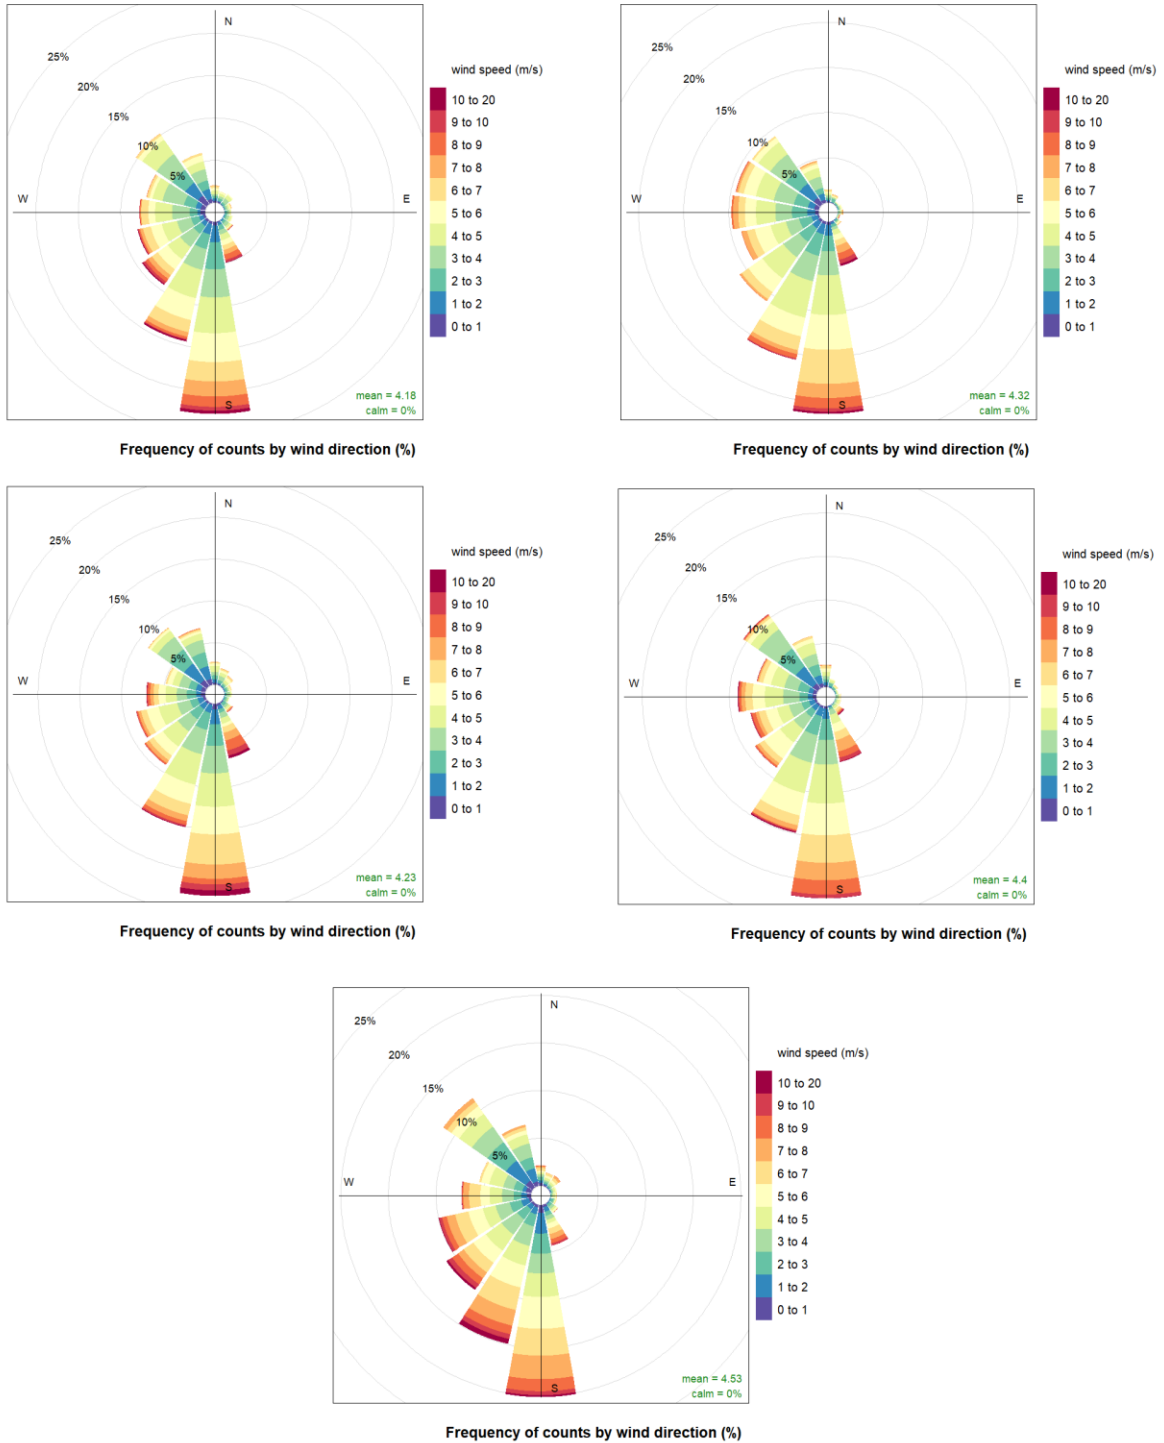 N
25%
20%
15%
10%
5%
W
E
S
mean = 4.18
calm = 0%
wind speed (m/s)
10 to 20
9 to 10
8 to 9
7 to 8
6 to 7
5 to 6
4 to 5
3 to 4
2 to 3
1 to 2
0 to 1
Frequency of counts by wind direction (%)
N
25%
20%
15%
10%
5%
W
E
S
mean = 4.32
calm = 0%
wind speed (m/s)
10 to 20
9 to 10
8 to 9
7 to 8
6 to 7
5 to 6
4 to 5
3 to 4
2 to 3
1 to 2
0 to 1
Frequency of counts by wind direction (%)
N
25%
20%
15%
10%
5%
W
E
S
mean = 4.23
calm = 0%
wind speed (m/s)
10 to 20
9 to 10
8 to 9
7 to 8
6 to 7
5 to 6
4 to 5
3 to 4
2 to 3
1 to 2
0 to 1
Frequency of counts by wind direction (%)
N
25%
20%
15%
10%
5%
W
E
S
mean = 4.4
calm = 0%
wind speed (m/s)
10 to 20
9 to 10
8 to 9
7 to 8
6 to 7
5 to 6
4 to 5
3 to 4
2 to 3
1 to 2
0 to 1
Frequency of counts by wind direction (%)
N
25%
20%
15%
10%
5%
W
E
S
mean = 4.53
calm = 0%
wind speed (m/s)
10 to 20
9 to 10
8 to 9
7 to 8
6 to 7
5 to 6
4 to 5
3 to 4
2 to 3
1 to 2
0 to 1
Frequency of counts by wind direction (%)